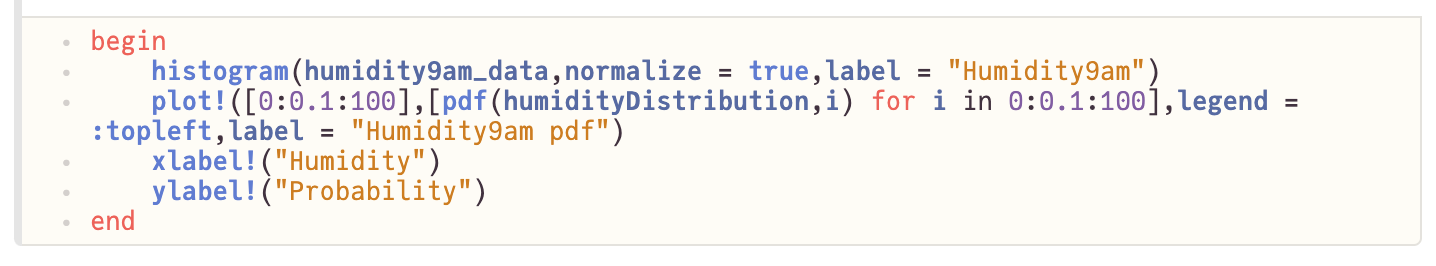 begin
histogram(humidity9am_data,normalize = true,label = "Humidity9am")
plot!([0:0.1:100],[pdf(humidityDistribution,i) for i in 0:0.1:100],legend =
:topleft,label = "Humidity9am pdf")
xlabel!("Humidity")
ylabel!("Probability")
end